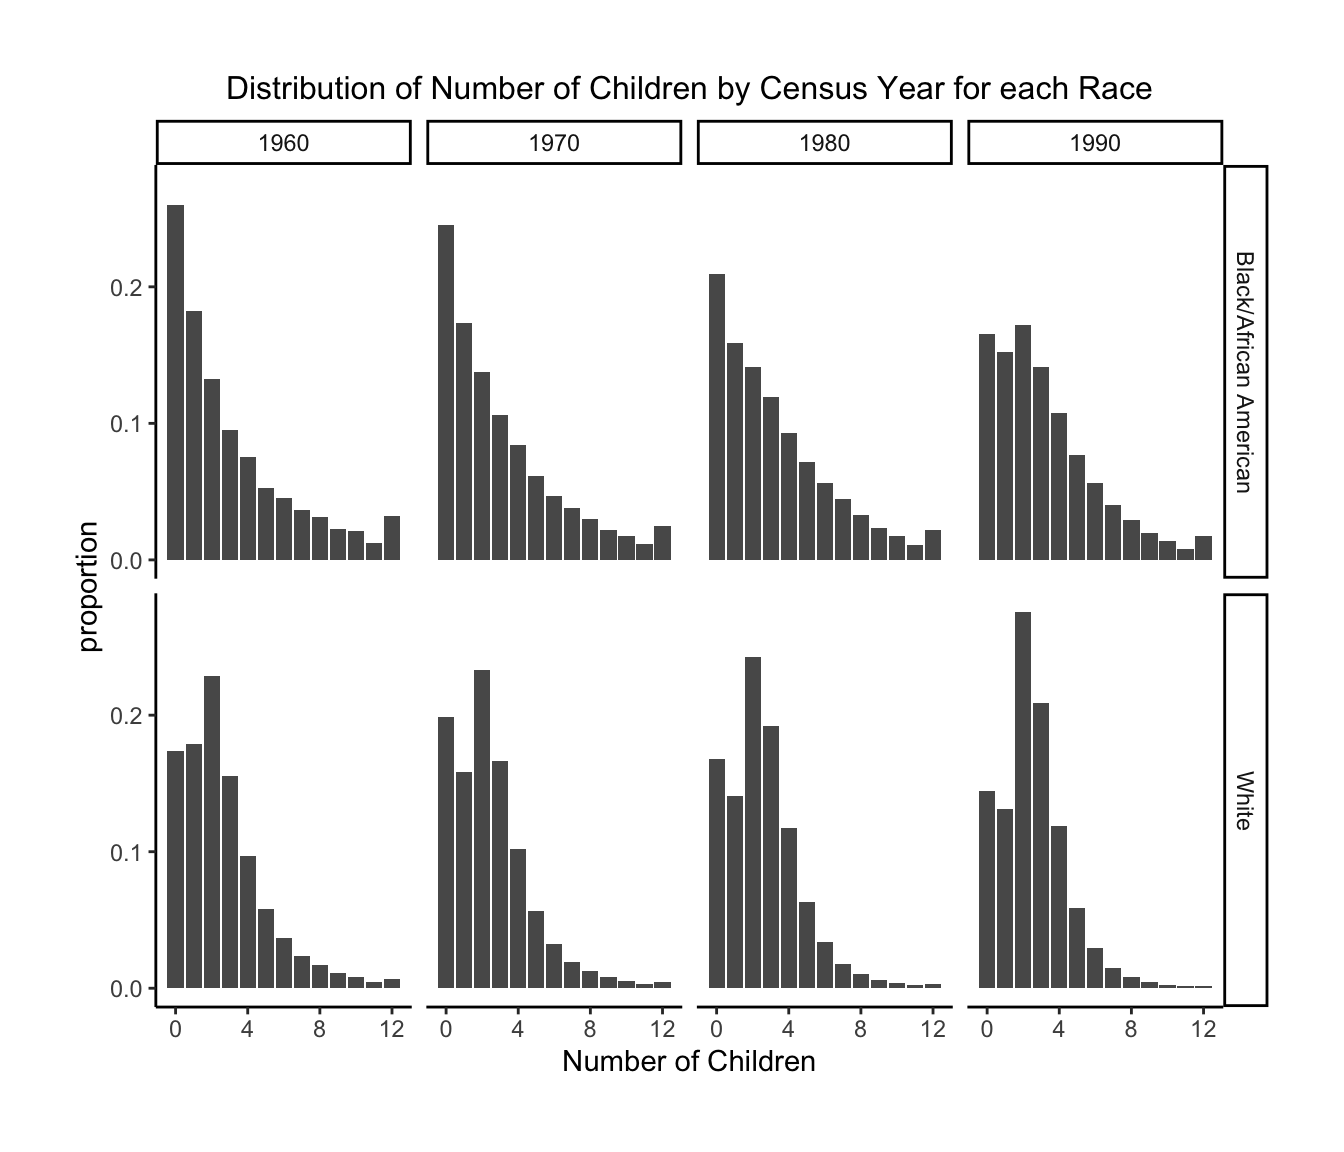 Distribution of Number of Children by Census Year for each Race
1960 1970 1980 1990
0.2
0.1
0.0
Black/African American
proportion
0.2
0.1
0.0
White
0 4 8 12 0 4 8 12 0 4 8 12 0 4 8 12
Number of Children